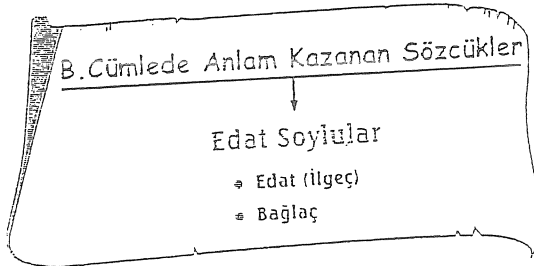 B.Cümlede Anlam Kazanan Sözcükler
Edat Soylular
Edat (İlgeç)
Bağlaç